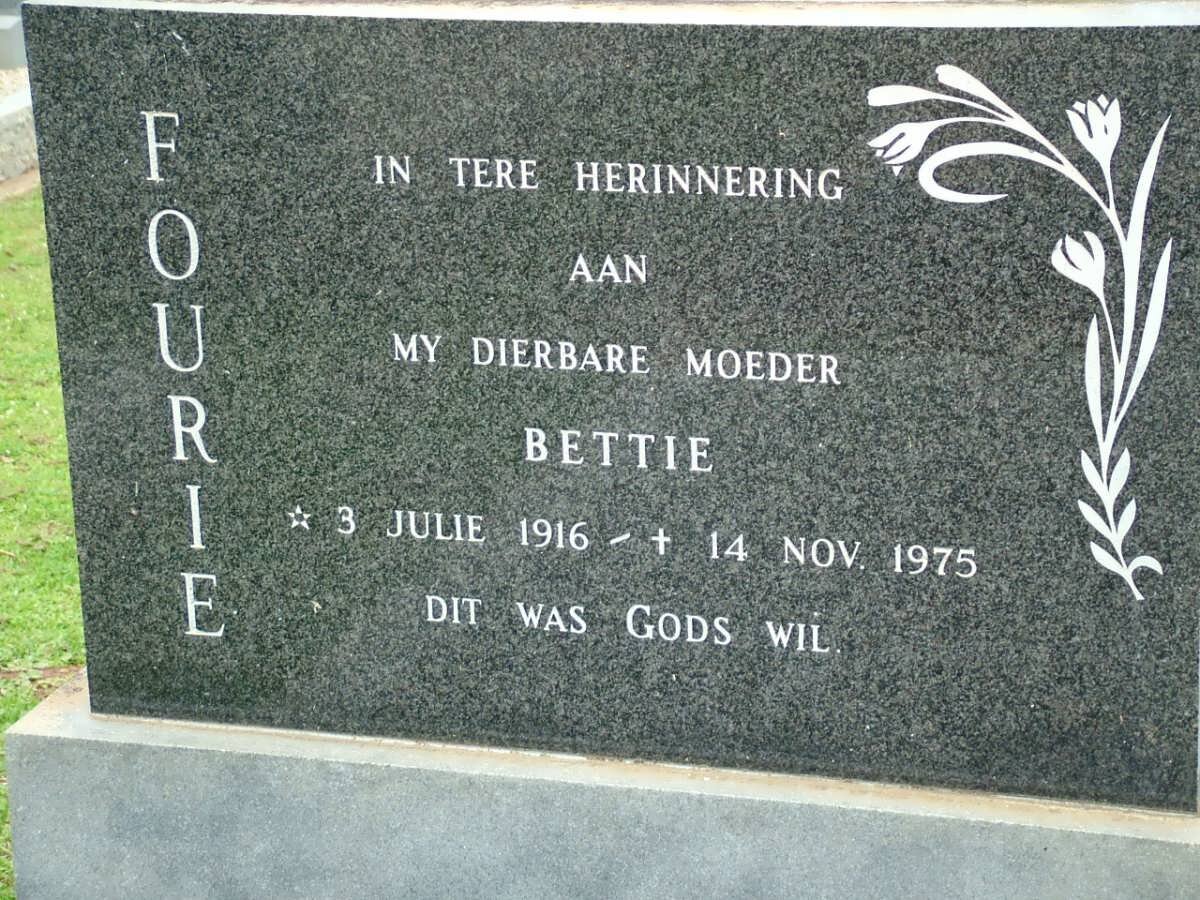 FOURIE
IN TERE HERINNERING
AAN
MY DIERBARE MOEDER
BETTIE
☆ 3 JULIE 1916 – ✝ 14 NOV. 1975
DIT WAS GODS WIL.